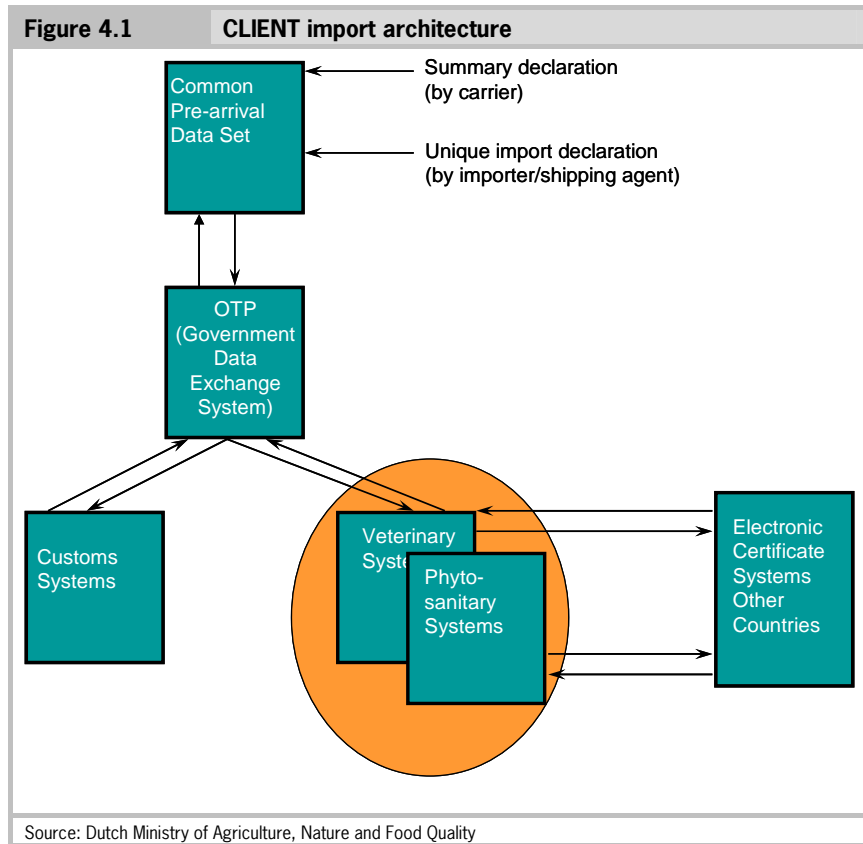 Figure 4.1 CLIENT import architecture
Common
Pre-arrival
Data Set
Summary declaration
(by carrier)
Unique import declaration
(by importer/shipping agent)
OTP
(Government
Data
Exchange
System)
Customs
Systems
Veterinary
Syste
Phyto-
sanitary
Systems
Electronic
Certificate
Systems
Other
Countries
Source: Dutch Ministry of Agriculture, Nature and Food Quality